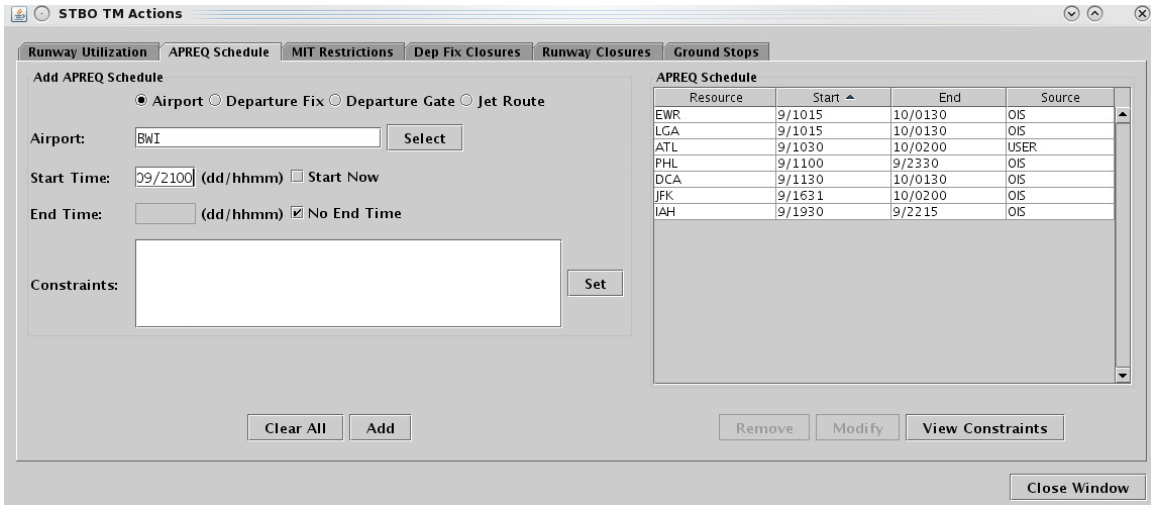 STBO TM Actions
Runway Utilization APREQ Schedule MIT Restrictions Dep Fix Closures Runway Closures Ground Stops
Add APREQ Schedule
Airport Departure Fix Departure Gate Jet Route
Airport: BWI Select
Start Time: 09/2100 (dd/hhmm) Start Now
End Time: (dd/hhmm) No End Time
Constraints: Set
Clear All Add
APREQ Schedule
Resource Start End Source
EWR 9/1015 10/0130 OIS
LGA 9/1015 10/0130 OIS
ATL 9/1030 10/0200 USER
PHL 9/1100 9/2330 OIS
DCA 9/1130 10/0130 OIS
JFK 9/1631 10/0200 OIS
IAH 9/1930 9/2215 OIS
Remove Modify View Constraints
Close Window